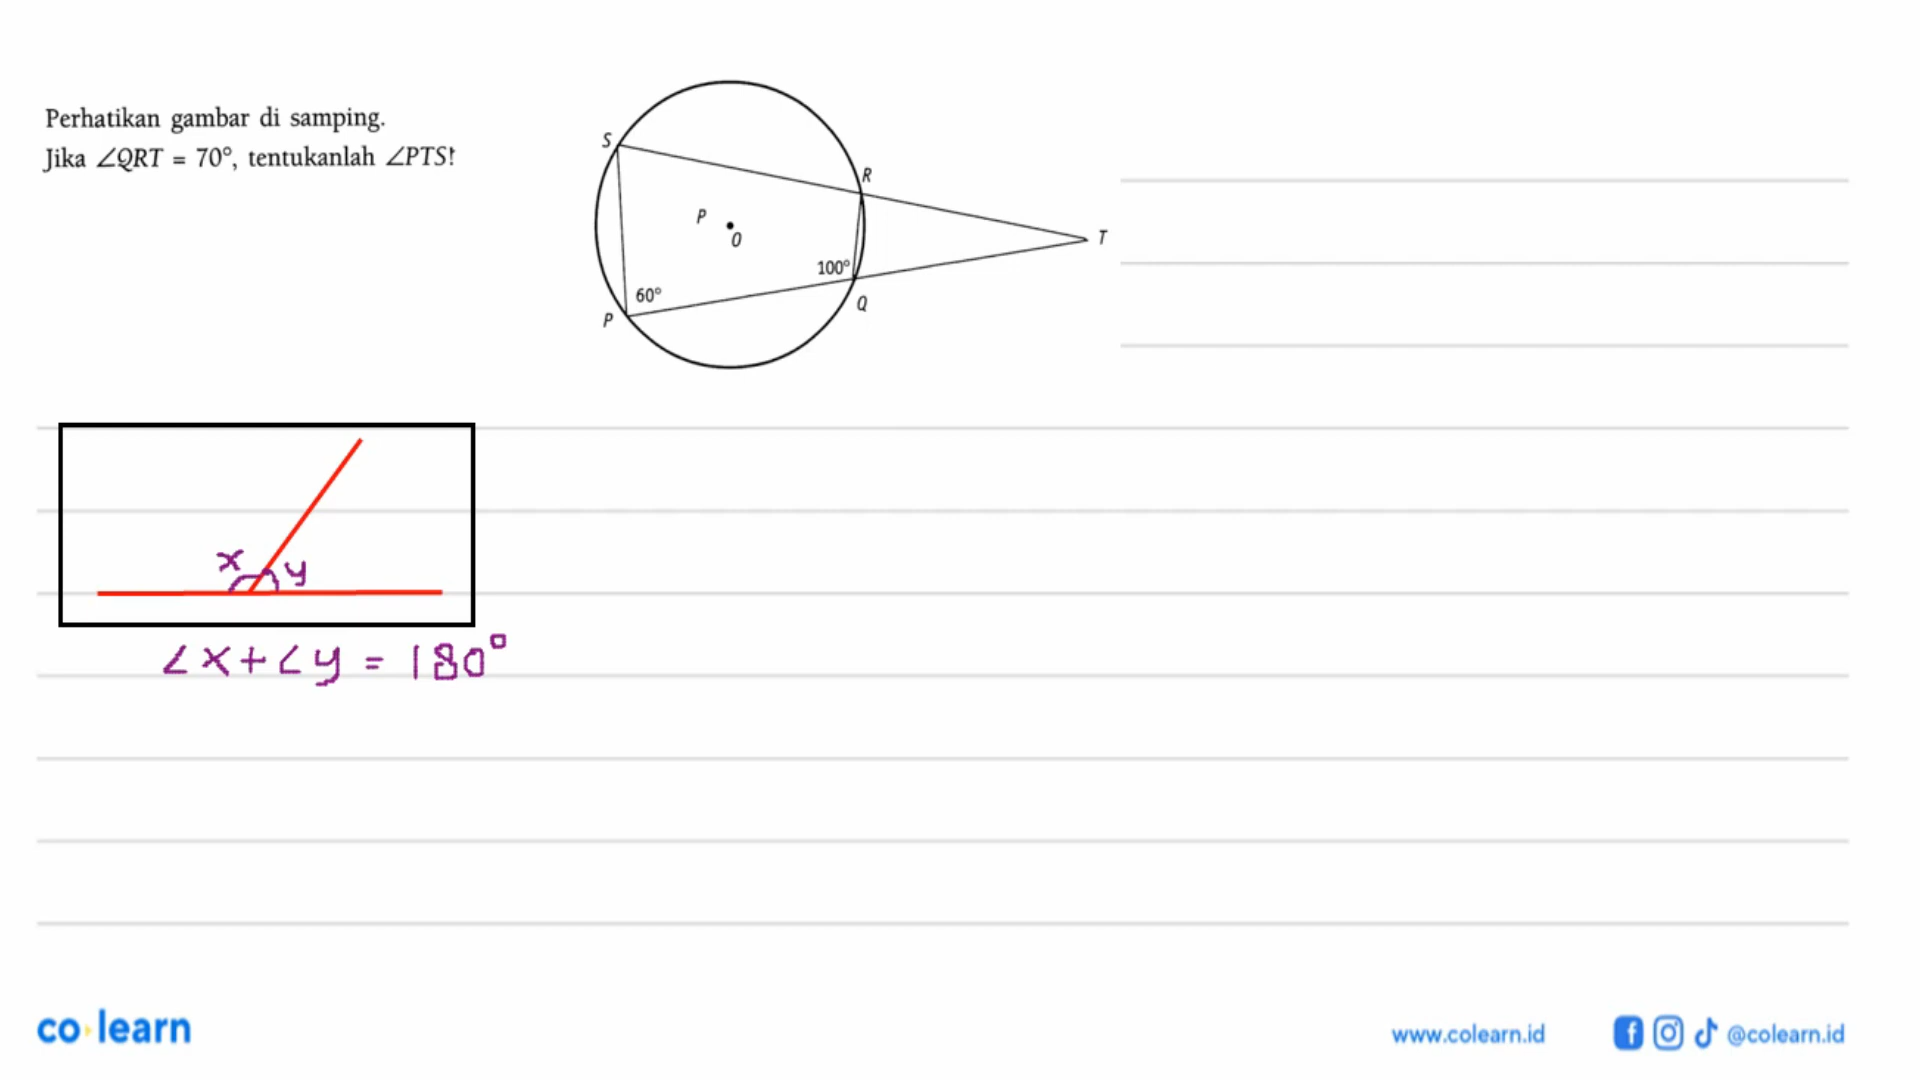 Perhatikan gambar di samping.
Jika ∠QRT = 70°, tentukanlah ∠PTS!
S
R
P
O
T
100°
60°
Q
P
x
y
∠x+∠y = 180°
co learn
www.colearn.id
@colearn.id